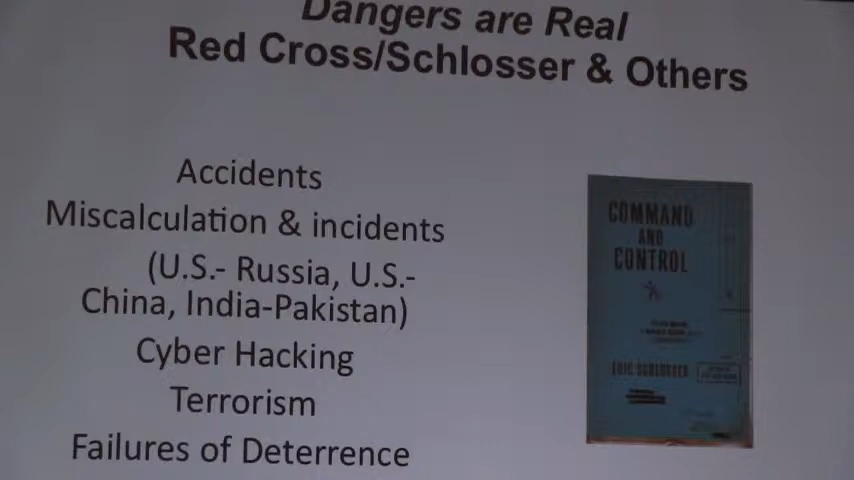 Dangers are Real
Red Cross/Schlosser & Others
Accidents
Miscalculation & incidents
(U.S.- Russia, U.S.-
China, India-Pakistan)
Cyber Hacking
Terrorism
Failures of Deterrence
COMMAND
AND
CONTROL
ERIC SCHLOSSER